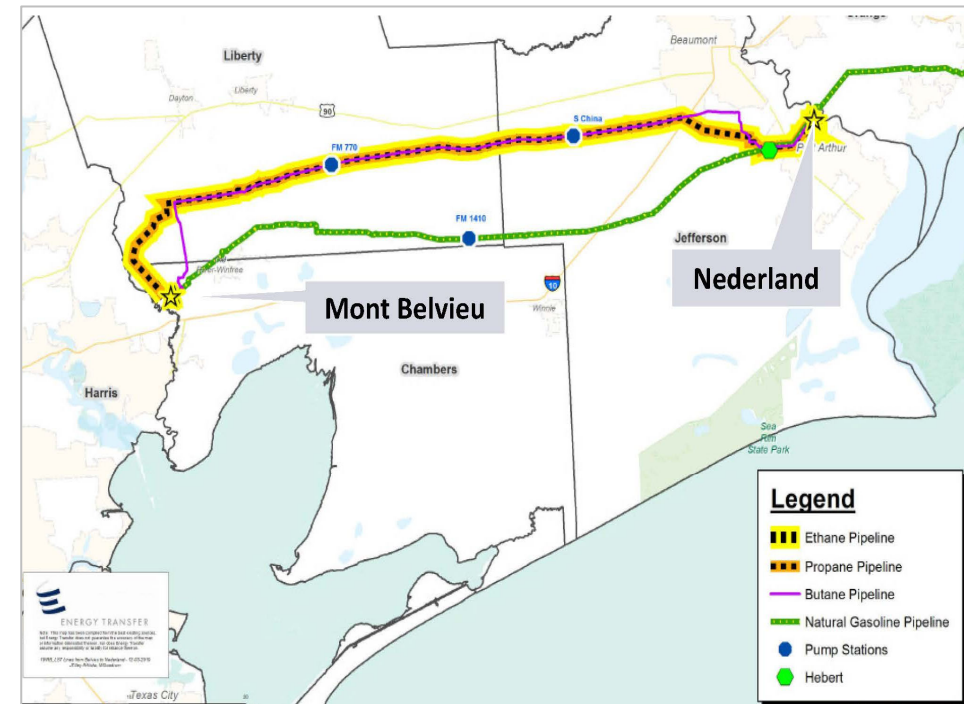 Orange
Beaumont
Liberty
Dayton
Liberty
90
S China
FM 770
Port Arthur
FM 1410
Jefferson
River-Winfree
Nederland
10
Mont Belvieu
Winnie
Chambers
Harris
Sea
Rim
State Park
Legend
Ethane Pipeline
Propane Pipeline
Butane Pipeline
Natural Gasoline Pipeline
Pump Stations
Hebert
ENERGY TRANSFER
Texas City